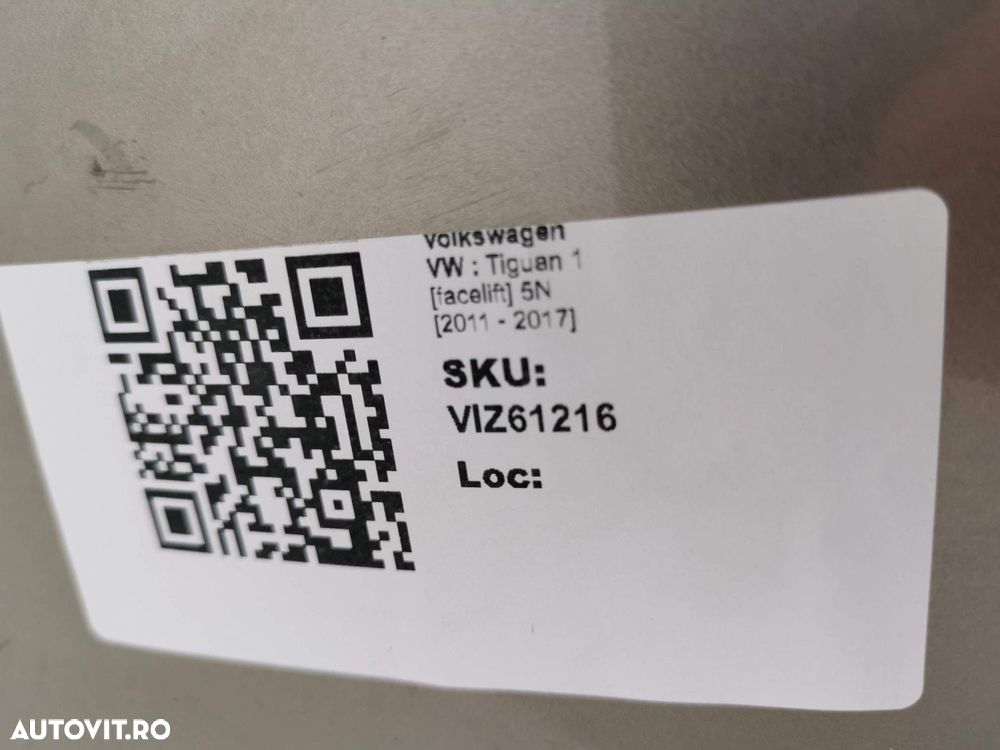 Volkswagen
VW : Tiguan 1
[facelift] 5N
[2011 - 2017]
SKU:
VIZ61216
Loc:
AUTOVIT.RO